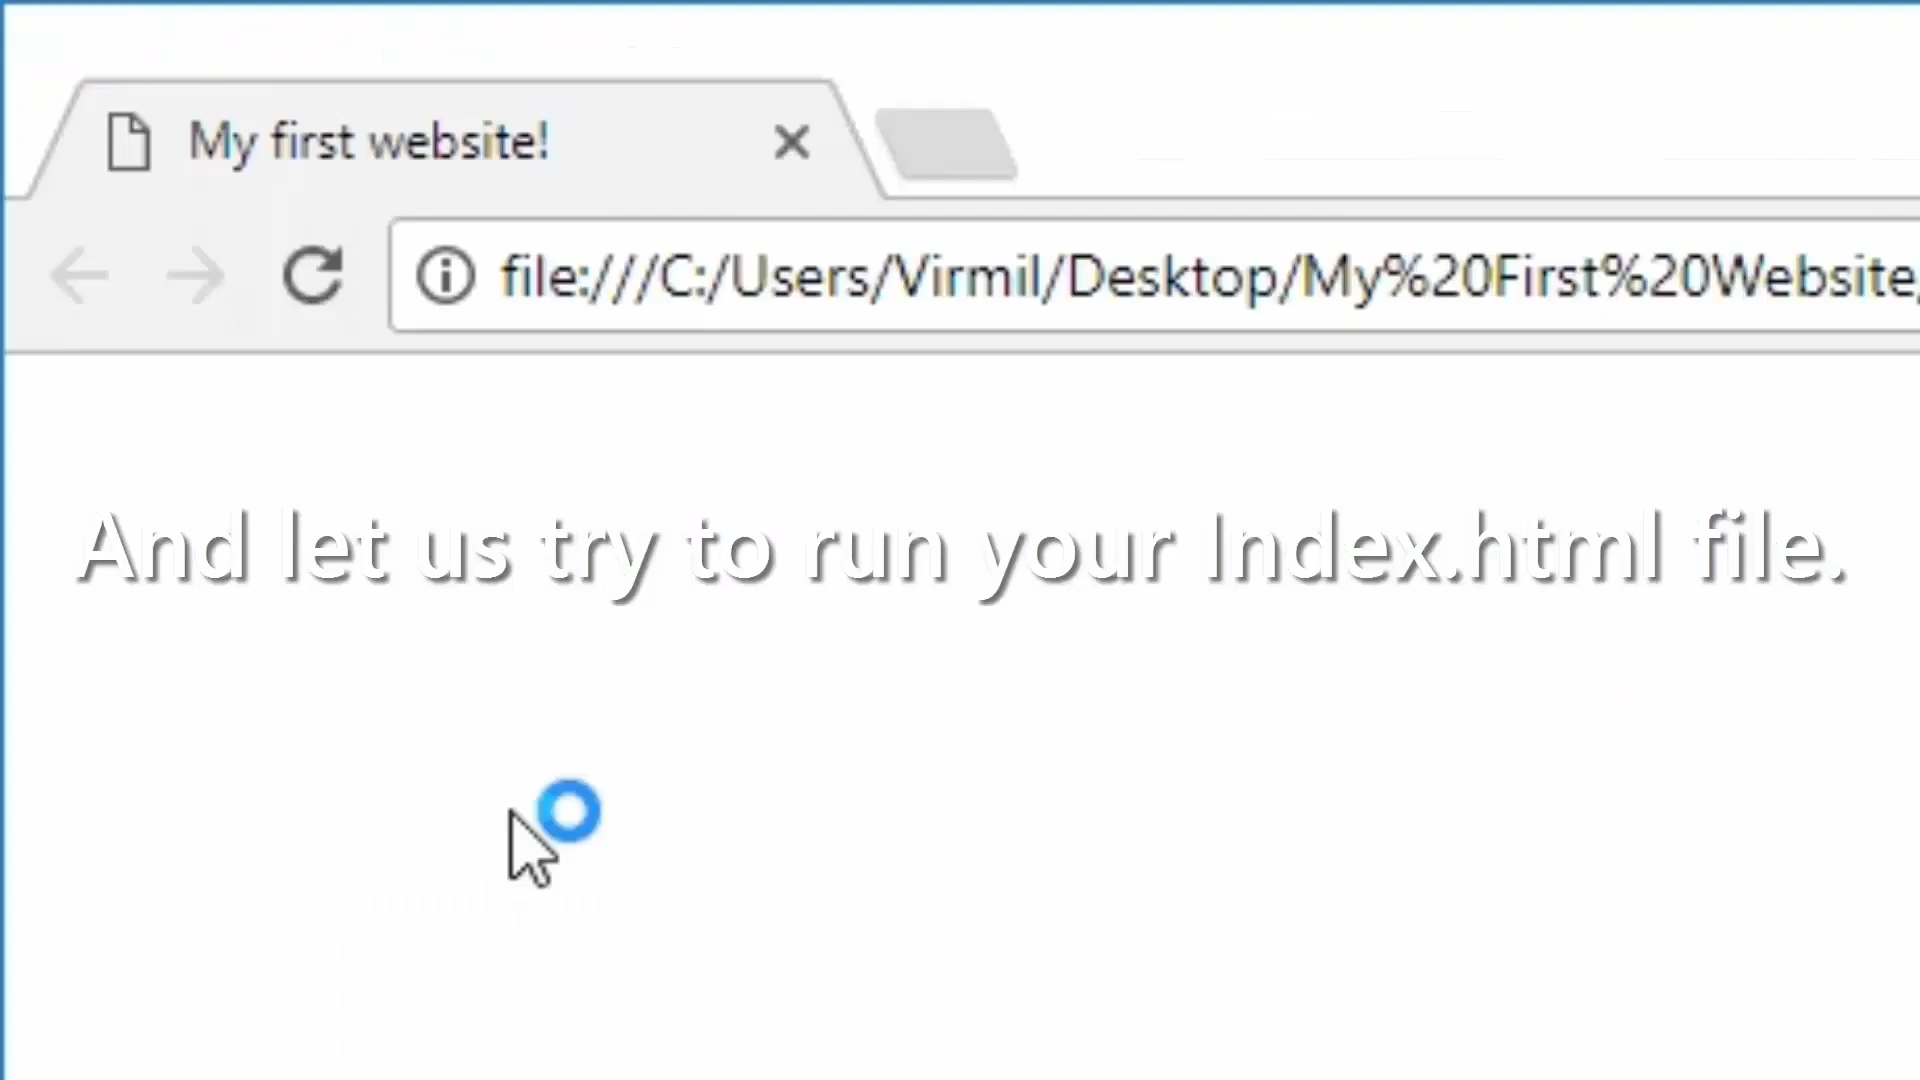 My first website!
file:///C:/Users/Virmil/Desktop/My%20First%20Website/
And let us try to run your Index.html file.